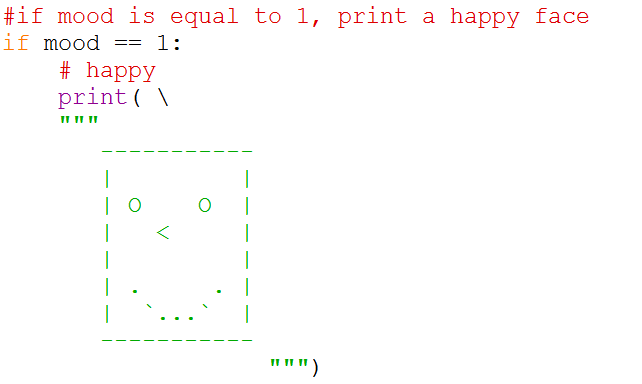 #if mood is equal to 1, print a happy face
if mood == 1:
    # happy
    print( \
    """
       -----------
       |         |
       | O    O  |
       |   <     |
       |         |
       | .     . |
       |  `...`  |
       -----------
                   """)